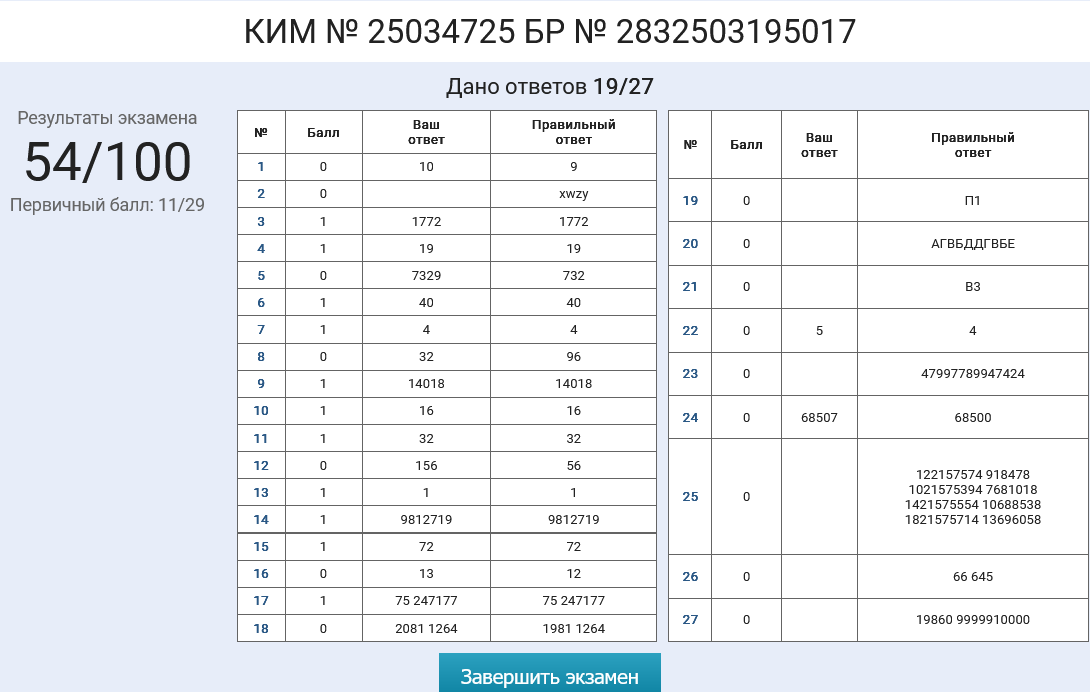 КИМ № 25034725 БР № 2832503195017
Дано ответов 19/27
Результаты экзамена
54/100
Первичный балл: 11/29
№ Балл Ваш ответ Правильный ответ
1 0 10 9
2 0 xwzy
3 1 1772 1772
4 1 19 19
5 0 7329 732
6 1 40 40
7 1 4 4
8 0 32 96
9 1 14018 14018
10 1 16 16
11 1 32 32
12 0 156 56
13 1 1 1
14 1 9812719 9812719
15 1 72 72
16 0 13 12
17 1 75 247177 75 247177
18 0 2081 1264 1981 1264
№ Балл Ваш ответ Правильный ответ
19 0 П1
20 0 АГВБДДГВБЕ
21 0 В3
22 0 5 4
23 0 47997789947424
24 0 68507 68500
25 0 122157574 918478
1021575394 7681018
1421575554 10688538
1821575714 13696058
26 0 66 645
27 0 19860 9999910000
Завершить экзамен